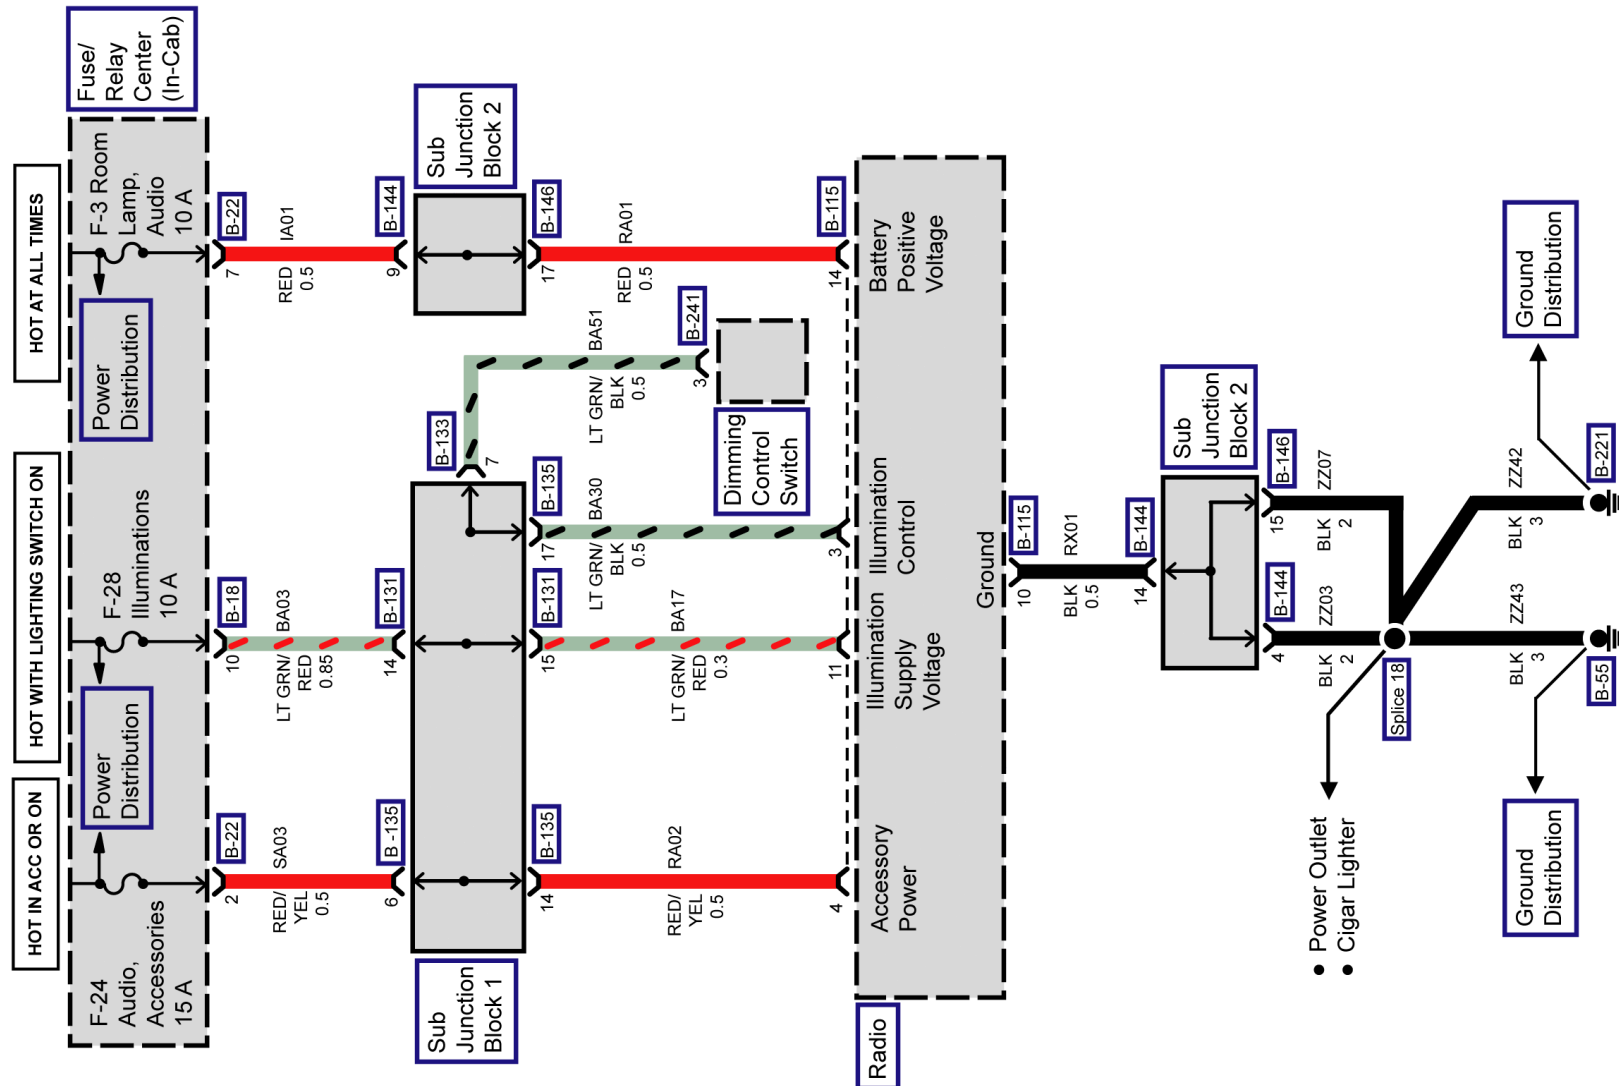 HOT IN ACC OR ON
HOT WITH LIGHTING SWITCH ON
HOT AT ALL TIMES
Fuse/
Relay
Center
(In-Cab)
F-24
Audio,
Accessories
15 A
Power
Distribution
F-28
Illuminations
10 A
Power
Distribution
F-3 Room
Lamp,
Audio
10 A
2
B-22
RED/
YEL
0.5
SA03
6
B -135
10
B-18
LT GRN/
RED
0.85
BA03
14
B-131
7
B-22
RED
0.5
IA01
9
B-144
Sub
Junction
Block 1
B-133
7
Sub
Junction
Block 2
14
B-135
RED/
YEL
0.5
RA02
4
15
B-131
LT GRN/
RED
0.3
BA17
11
17
B-135
LT GRN/
BLK
0.5
BA30
3
LT GRN/
BLK
0.5
BA51
3
B-241
Dimming
Control
Switch
17
B-146
RED
0.5
RA01
14
B-115
Radio
Accessory
Power
Illumination
Supply
Voltage
Illumination
Control
Battery
Positive
Voltage
Ground
10
B-115
BLK
0.5
RX01
14
B-144
Sub
Junction
Block 2
4
B-144
BLK
2
ZZ03
15
B-146
BLK
2
ZZ07
• Power Outlet
• Cigar Lighter
Splice 18
BLK
3
ZZ43
BLK
3
ZZ42
Ground
Distribution
Ground
Distribution
B-55
B-221